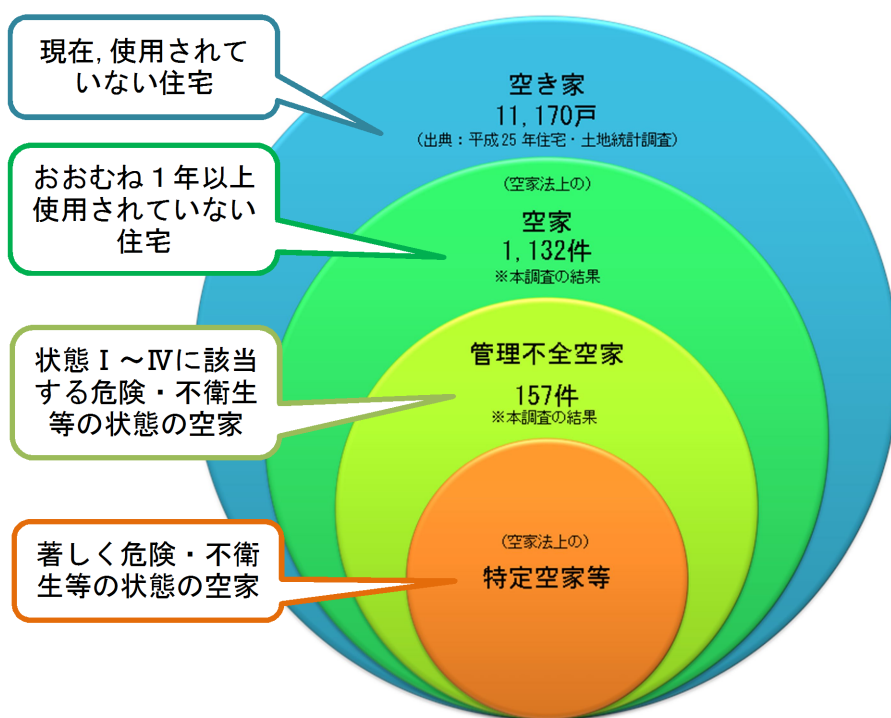 現在,使用されて
いない住宅
空き家
11,170戸
(出典:平成25年住宅・土地統計調査)
おおむね1年以上
使用されていない
住宅
(空家法上の)
空家
1,132件
※本調査の結果
状態Ⅰ~Ⅳに該当
する危険・不衛生
等の状態の空家
管理不全空家
157件
※本調査の結果
著しく危険・不衛
生等の状態の空家
(空家法上の)
特定空家等